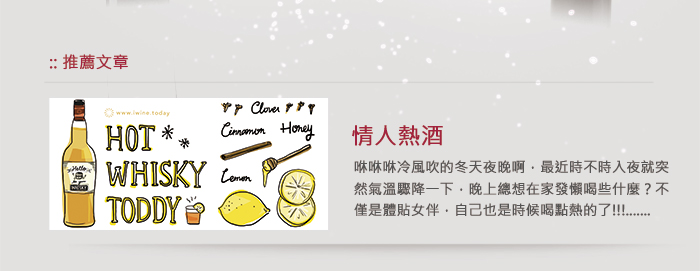 :: 推薦文章
www.iwine.today
HOT
WHISKY
TODDY
Clover
Cinnamon
Honey
Lemon
WHISKY
情人熱酒
咻咻咻冷風吹的冬天夜晚啊，最近時不時入夜就突
然氣溫驟降一下，晚上總想在家發懶喝些什麼？不
僅是體貼女伴，自己也是時候喝點熱的了!!!.......